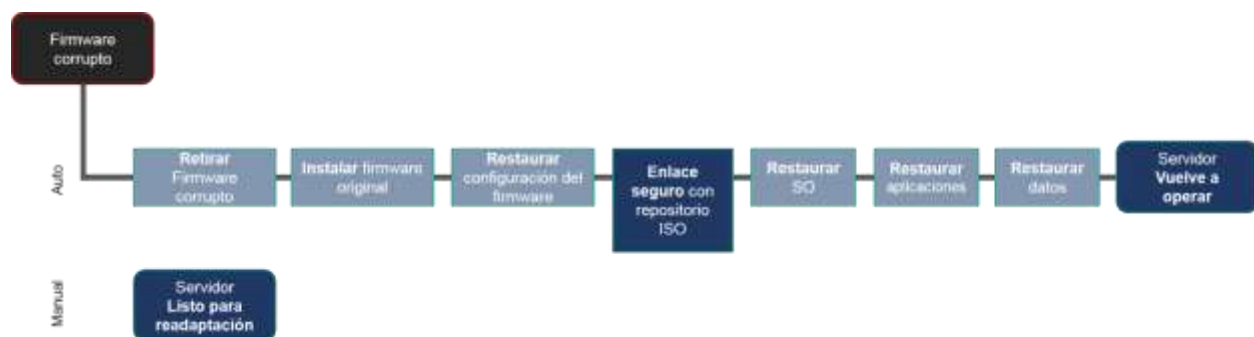 Firmware
corrupto
Auto
Retirar
Firmware
corrupto
Instalar firmware
original
Restaurar
configuración del
firmware
Enlace
seguro con
repositorio
ISO
Restaurar
SO
Restaurar
aplicaciones
Restaurar
datos
Servidor
Vuelve a
operar
Manual
Servidor
Listo para
readaptación